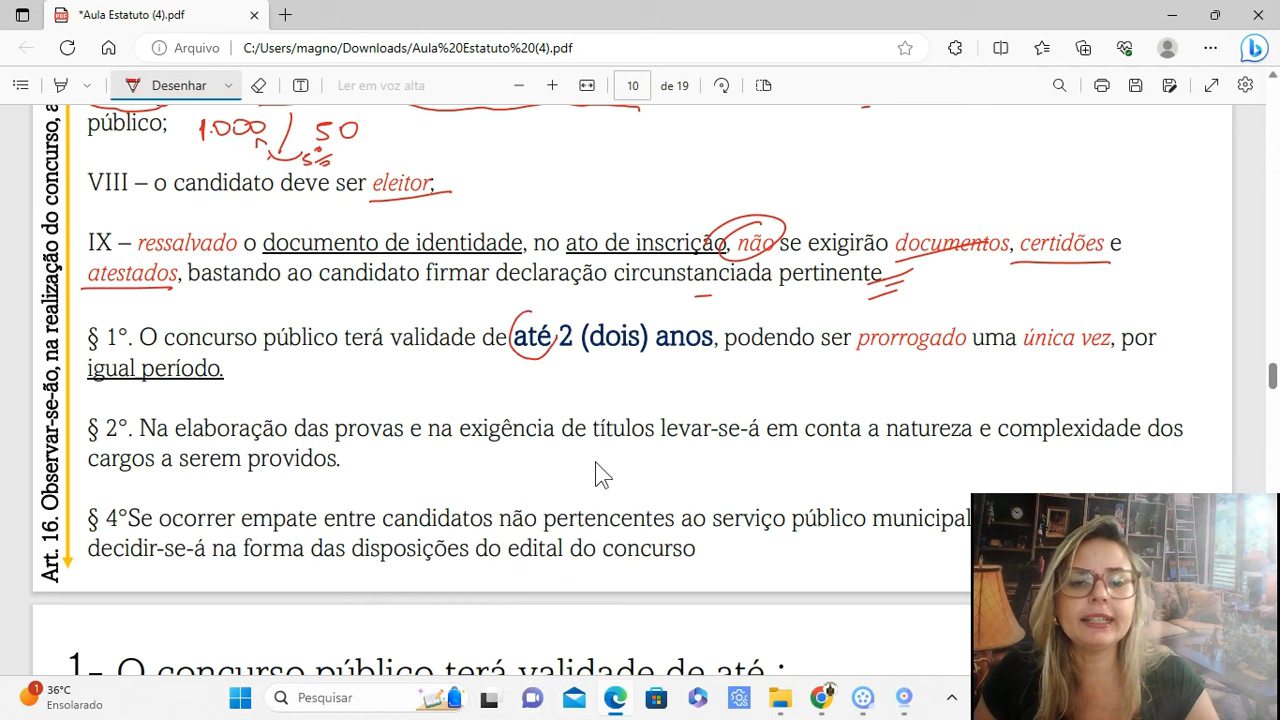 *Aula Estatuto (4).pdf
Arquivo
C:/Users/magno/Downloads/Aula%20Estatuto%20(4).pdf
Desenhar
Ler em voz alta
10 de 19
Art. 16. Observar-se-ão, na realização do concurso, a
público; 1.000 50
VIII – o candidato deve ser eleitor;
IX – ressalvado o documento de identidade, no ato de inscrição, não se exigirão documentos, certidões e
atestados, bastando ao candidato firmar declaração circunstanciada pertinente.
§ 1°. O concurso público terá validade de até 2 (dois) anos, podendo ser prorrogado uma única vez, por
igual período.
§ 2°. Na elaboração das provas e na exigência de títulos levar-se-á em conta a natureza e complexidade dos
cargos a serem providos.
§ 4°Se ocorrer empate entre candidatos não pertencentes ao serviço público municipal
decidir-se-á na forma das disposições do edital do concurso
1- O concurso público terá validade de até :
1
36°C
Ensolarado
Pesquisar